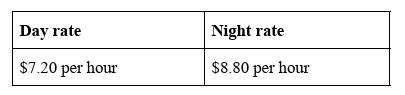 Day rate Night rate
$7.20 per hour $8.80 per hour